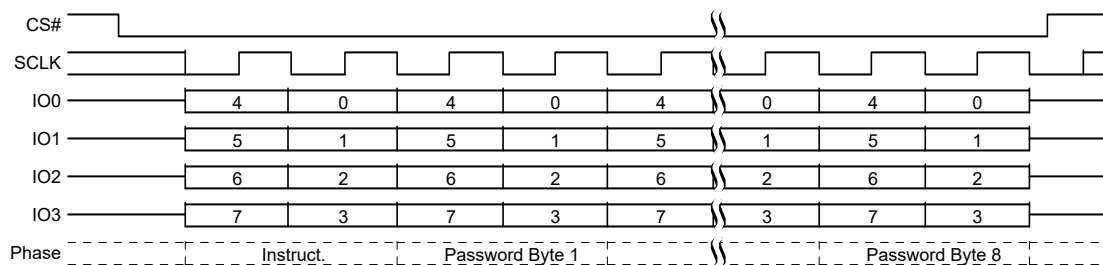 CS#
SCLK
IO0 4 0 4 0 4 0 4 0
IO1 5 1 5 1 5 1 5 1
IO2 6 2 6 2 6 2 6 2
IO3 7 3 7 3 7 3 7 3
Phase Instruct. Password Byte 1 Password Byte 8